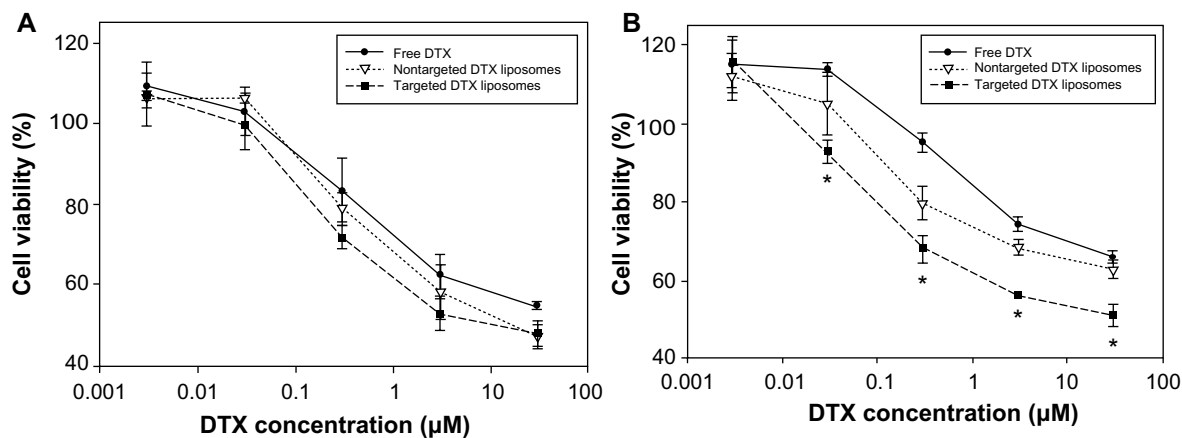 A
120
100
80
60
40
Cell viability (%)
Free DTX
Nontargeted DTX liposomes
Targeted DTX liposomes
0.001 0.01 0.1 1 10 100
DTX concentration (µM)
B
120
100
80
60
40
Cell viability (%)
Free DTX
Nontargeted DTX liposomes
Targeted DTX liposomes
*
*
*
*
0.001 0.01 0.1 1 10 100
DTX concentration (µM)